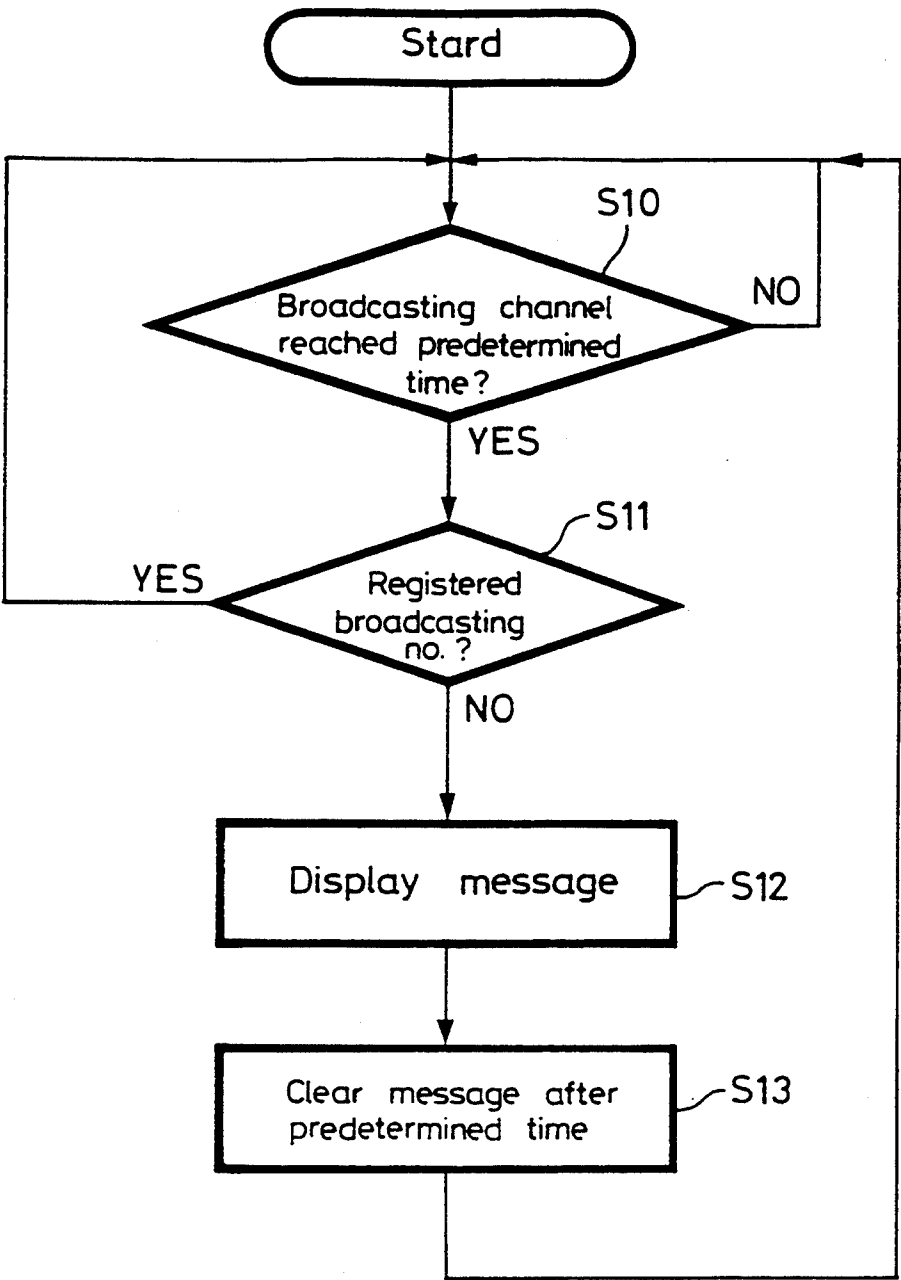 Stard
S10
Broadcasting channel
reached predetermined
time?
NO
YES
S11
Registered
broadcasting
no. ?
YES
NO
Display message
S12
Clear message after
predetermined time
S13